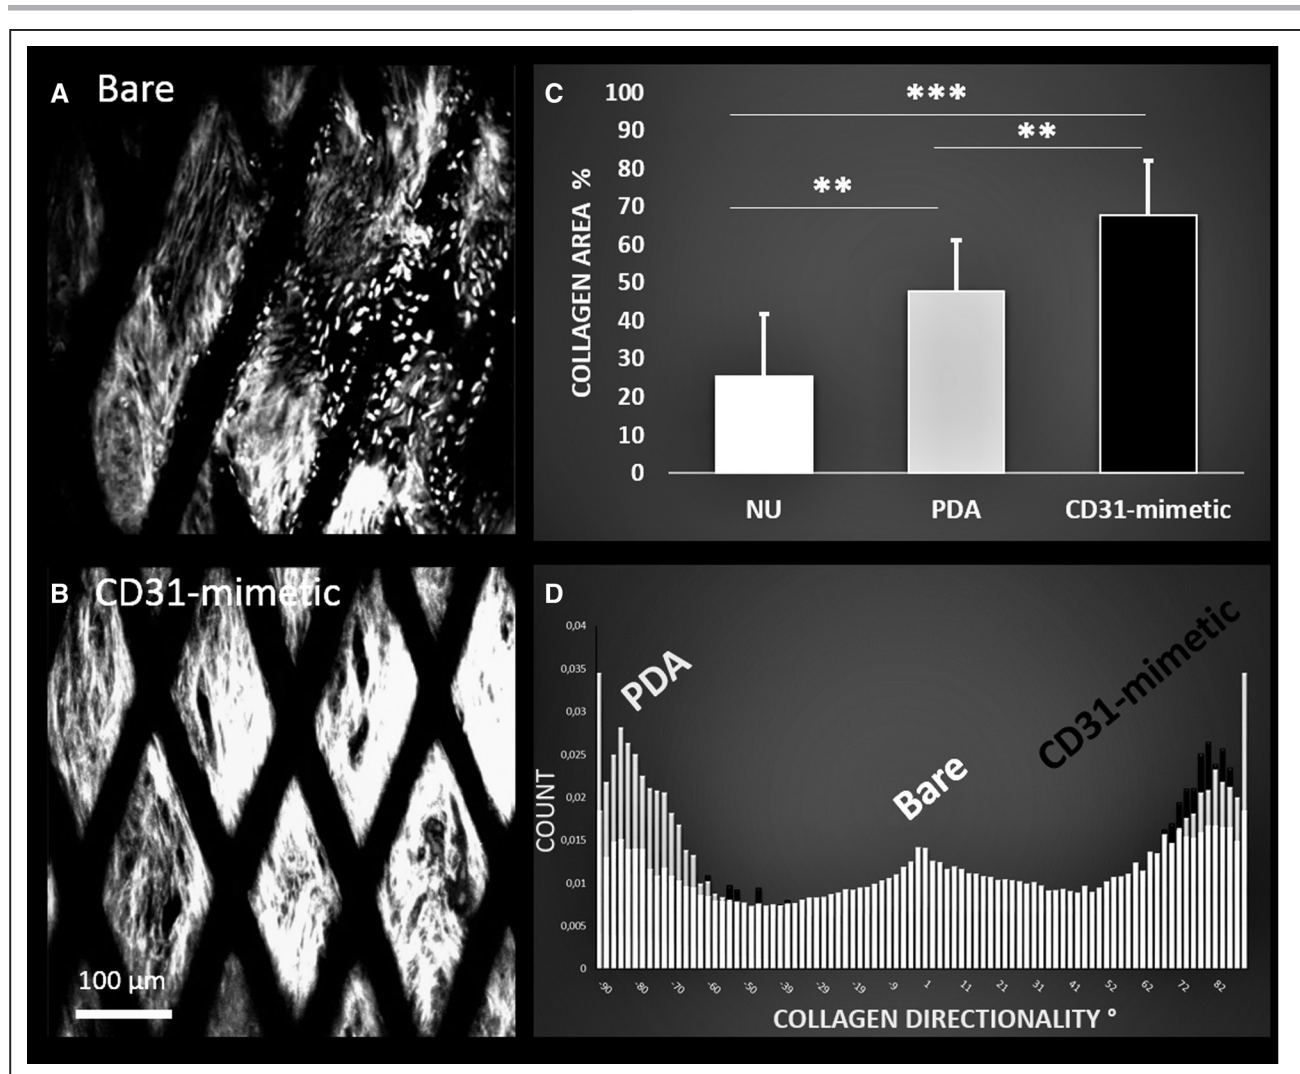 A Bare
C
COLLAGEN AREA %
100
90
80
70
60
50
40
30
20
10
0
***
**
**
NU PDA CD31-mimetic
B CD31-mimetic
100 µm
D
COUNT
0,04
0,035
0,03
0,025
0,02
0,015
0,01
0,005
0
PDA
Bare
CD31-mimetic
-90 -80 -70 -60 -50 -39 -29 -19 -9 1 11 21 31 41 52 62 72 82
COLLAGEN DIRECTIONALITY °